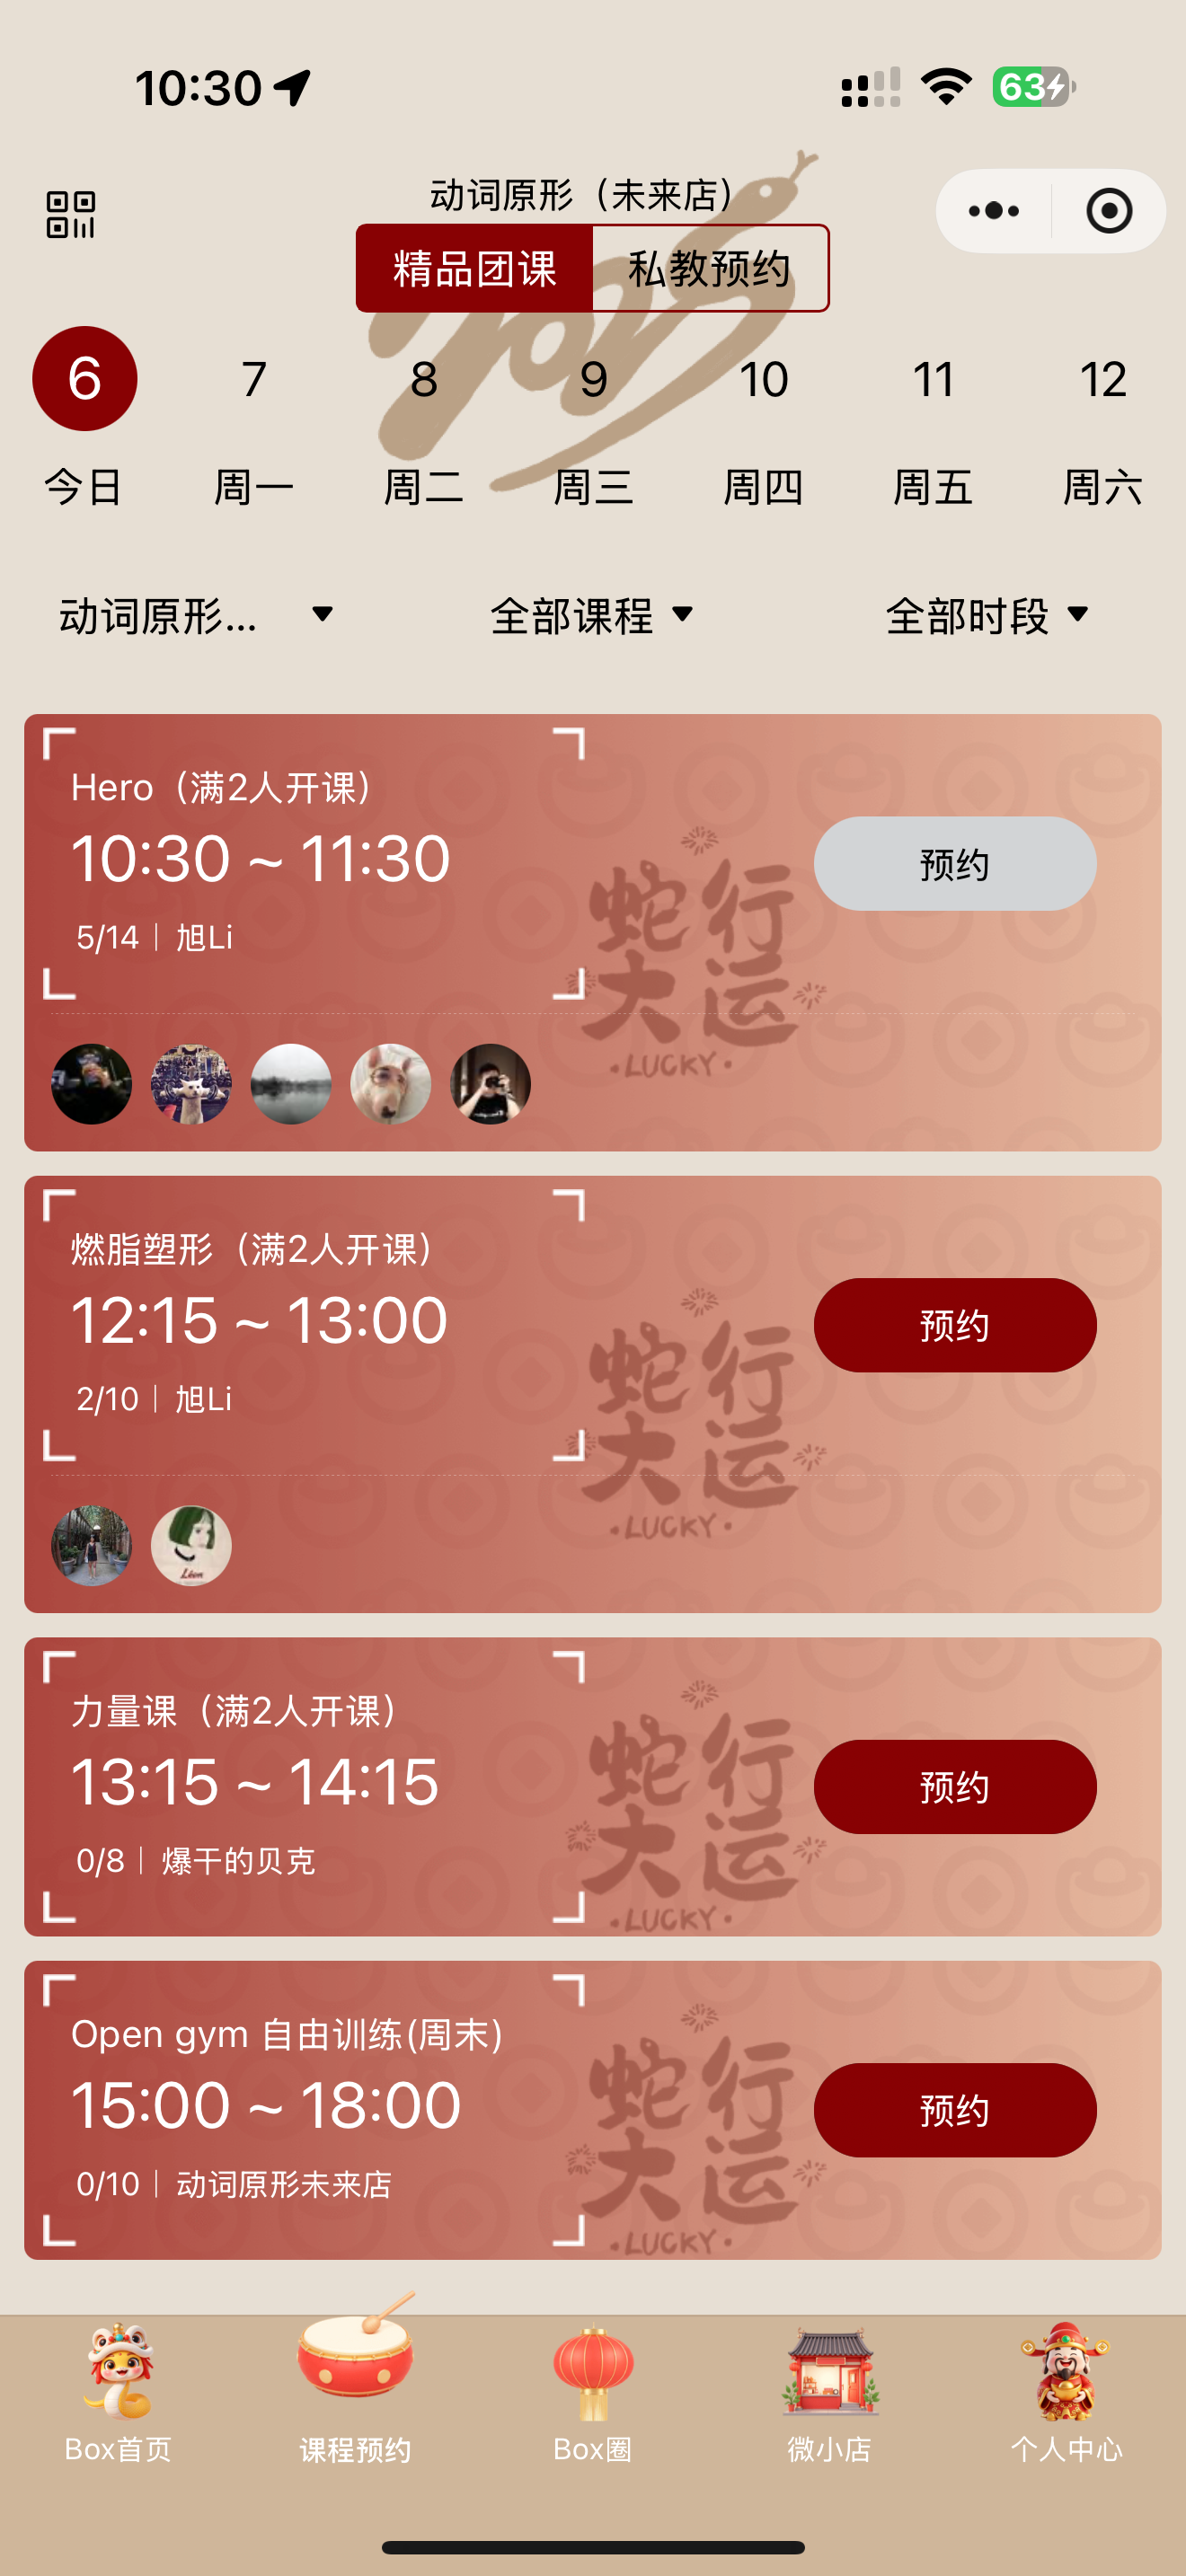 10:30
63
动词原形（未来店）
精品团课 私教预约
6 7 8 9 10 11 12
今日 周一 周二 周三 周四 周五 周六
动词原形... 全部课程 全部时段
Hero（满2人开课）
10:30 ~ 11:30
预约
5/14 | 旭Li
蛇行
大运
·LUCKY·
燃脂塑形（满2人开课）
12:15 ~ 13:00
预约
2/10 | 旭Li
蛇行
大运
·LUCKY·
Léon
力量课（满2人开课）
13:15 ~ 14:15
预约
0/8 | 爆干的贝克
蛇行
大运
·LUCKY·
Open gym 自由训练(周末)
15:00 ~ 18:00
预约
0/10 | 动词原形未来店
蛇行
大运
·LUCKY·
Box首页 课程预约 Box圈 微小店 个人中心